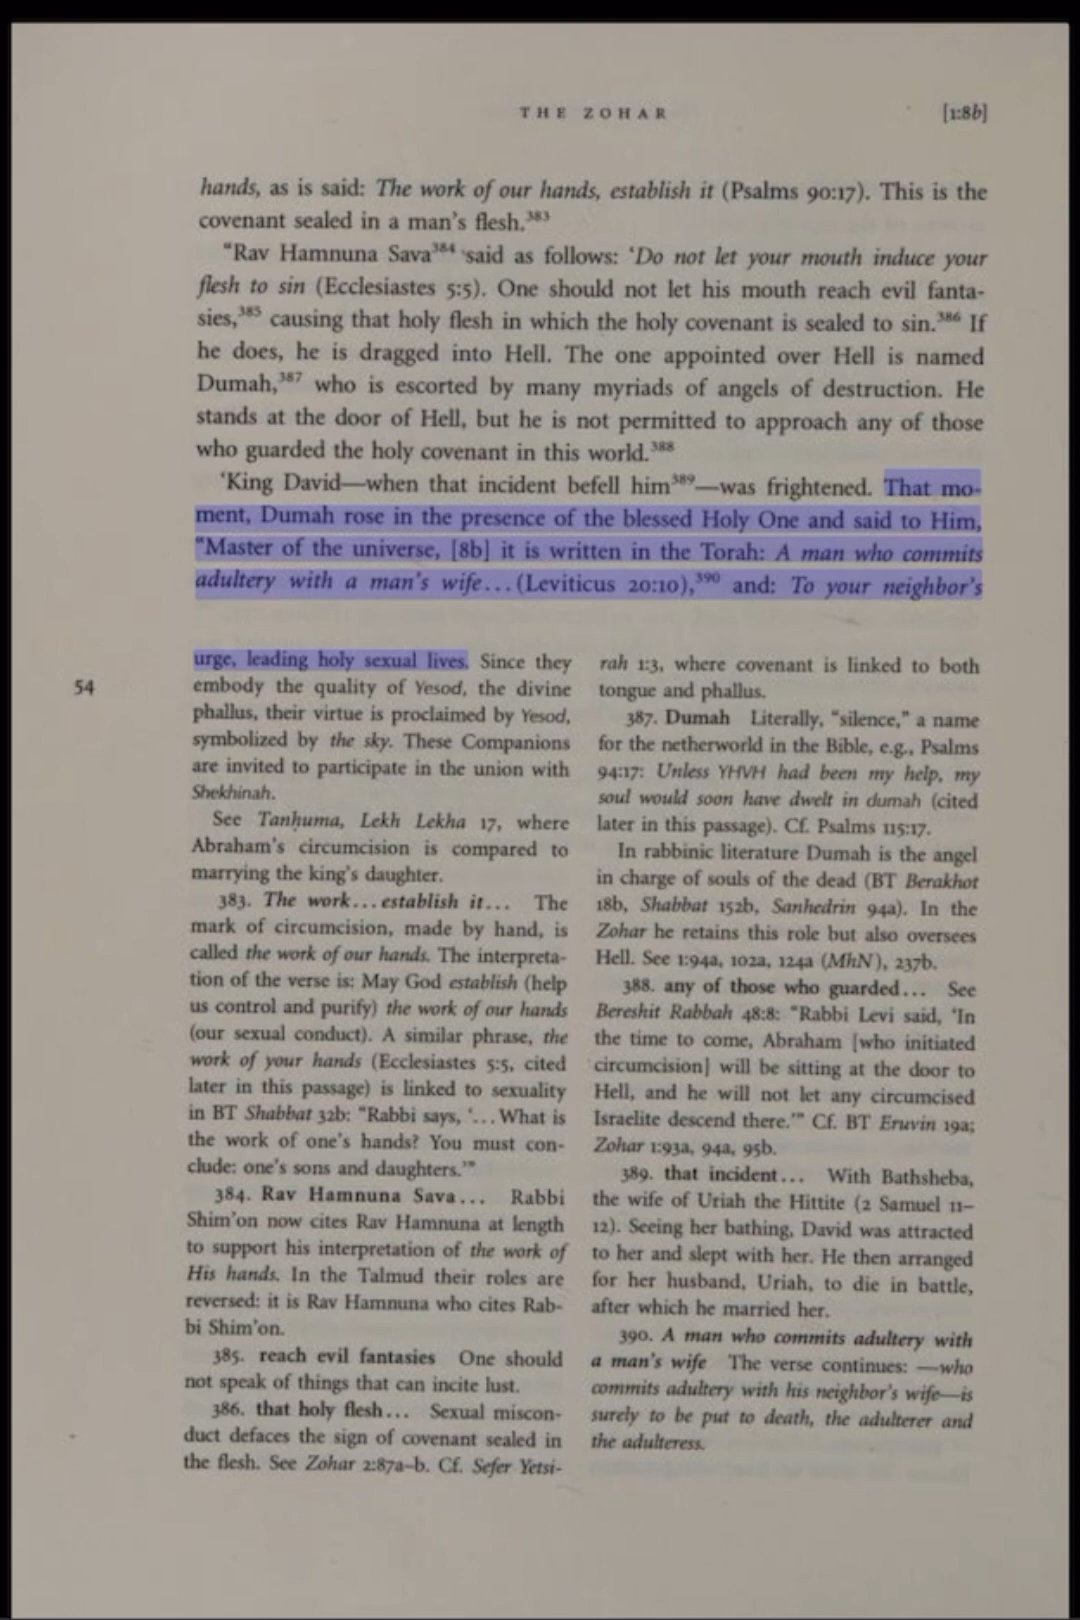 THE ZOHAR
[1:8b]
hands, as is said: The work of our hands, establish it (Psalms 90:17). This is the
covenant sealed in a man's flesh.383
"Rav Hamnuna Sava384 said as follows: 'Do not let your mouth induce your
flesh to sin (Ecclesiastes 5:5). One should not let his mouth reach evil fanta-
sies,385 causing that holy flesh in which the holy covenant is sealed to sin.386 If
he does, he is dragged into Hell. The one appointed over Hell is named
Dumah,387 who is escorted by many myriads of angels of destruction. He
stands at the door of Hell, but he is not permitted to approach any of those
who guarded the holy covenant in this world.388
'King David—when that incident befell him389—was frightened. That mo-
ment, Dumah rose in the presence of the blessed Holy One and said to Him,
"Master of the universe, [8b] it is written in the Torah: A man who commits
adultery with a man's wife... (Leviticus 20:10),390 and: To your neighbor's
54
urge, leading holy sexual lives. Since they
embody the quality of Yesod, the divine
phallus, their virtue is proclaimed by Yesod,
symbolized by the sky. These Companions
are invited to participate in the union with
Shekhinah.
See Tanḥuma, Lekh Lekha 17, where
Abraham's circumcision is compared to
marrying the king's daughter.
383. The work... establish it... The
mark of circumcision, made by hand, is
called the work of our hands. The interpreta-
tion of the verse is: May God establish (help
us control and purify) the work of our hands
(our sexual conduct). A similar phrase, the
work of your hands (Ecclesiastes 5:5, cited
later in this passage) is linked to sexuality
in BT Shabbat 32b: "Rabbi says, '... What is
the work of one's hands? You must con-
clude: one's sons and daughters.'"
384. Rav Hamnuna Sava... Rabbi
Shim'on now cites Rav Hamnuna at length
to support his interpretation of the work of
His hands. In the Talmud their roles are
reversed: it is Rav Hamnuna who cites Rab-
bi Shim'on.
385. reach evil fantasies One should
not speak of things that can incite lust.
386. that holy flesh... Sexual miscon-
duct defaces the sign of covenant sealed in
the flesh. See Zohar 2:87a–b. Cf. Sefer Yetsi-
rah 1:3, where covenant is linked to both
tongue and phallus.
387. Dumah Literally, "silence," a name
for the netherworld in the Bible, e.g., Psalms
94:17: Unless YHVH had been my help, my
soul would soon have dwelt in dumah (cited
later in this passage). Cf. Psalms 115:17.
In rabbinic literature Dumah is the angel
in charge of souls of the dead (BT Berakhot
18b, Shabbat 152b, Sanhedrin 94a). In the
Zohar he retains this role but also oversees
Hell. See 1:94a, 102a, 124a (MhN), 237b.
388. any of those who guarded... See
Bereshit Rabbah 48:8: "Rabbi Levi said, 'In
the time to come, Abraham [who initiated
circumcision] will be sitting at the door to
Hell, and he will not let any circumcised
Israelite descend there.'" Cf. BT Eruvin 19a;
Zohar 1:93a, 94a, 95b.
389. that incident... With Bathsheba,
the wife of Uriah the Hittite (2 Samuel 11–
12). Seeing her bathing, David was attracted
to her and slept with her. He then arranged
for her husband, Uriah, to die in battle,
after which he married her.
390. A man who commits adultery with
a man's wife The verse continues: —who
commits adultery with his neighbor's wife—is
surely to be put to death, the adulterer and
the adulteress.